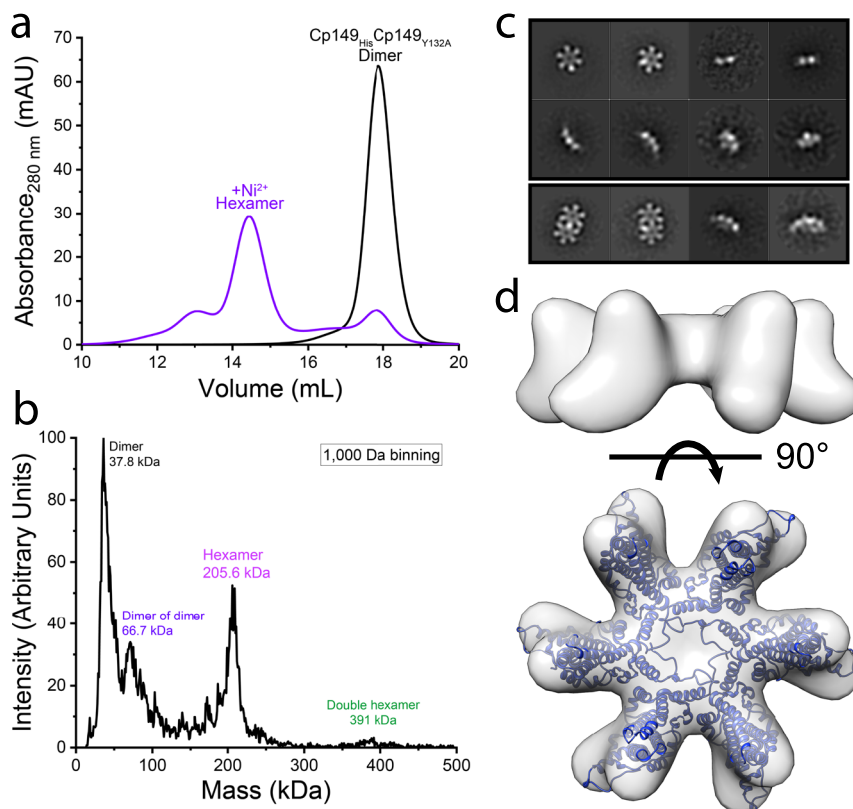 a
Absorbance280 nm (mAU)
70
60
50
40
30
20
10
0
Cp149HisCp149Y132A
Dimer
+Ni2+
Hexamer
10 12 14 16 18 20
Volume (mL)
b
Intensity (Arbitrary Units)
100
80
60
40
20
0
Dimer
37.8 kDa
1,000 Da binning
Hexamer
205.6 kDa
Dimer of dimer
66.7 kDa
Double hexamer
391 kDa
0 100 200 300 400 500
Mass (kDa)
c
d
90°